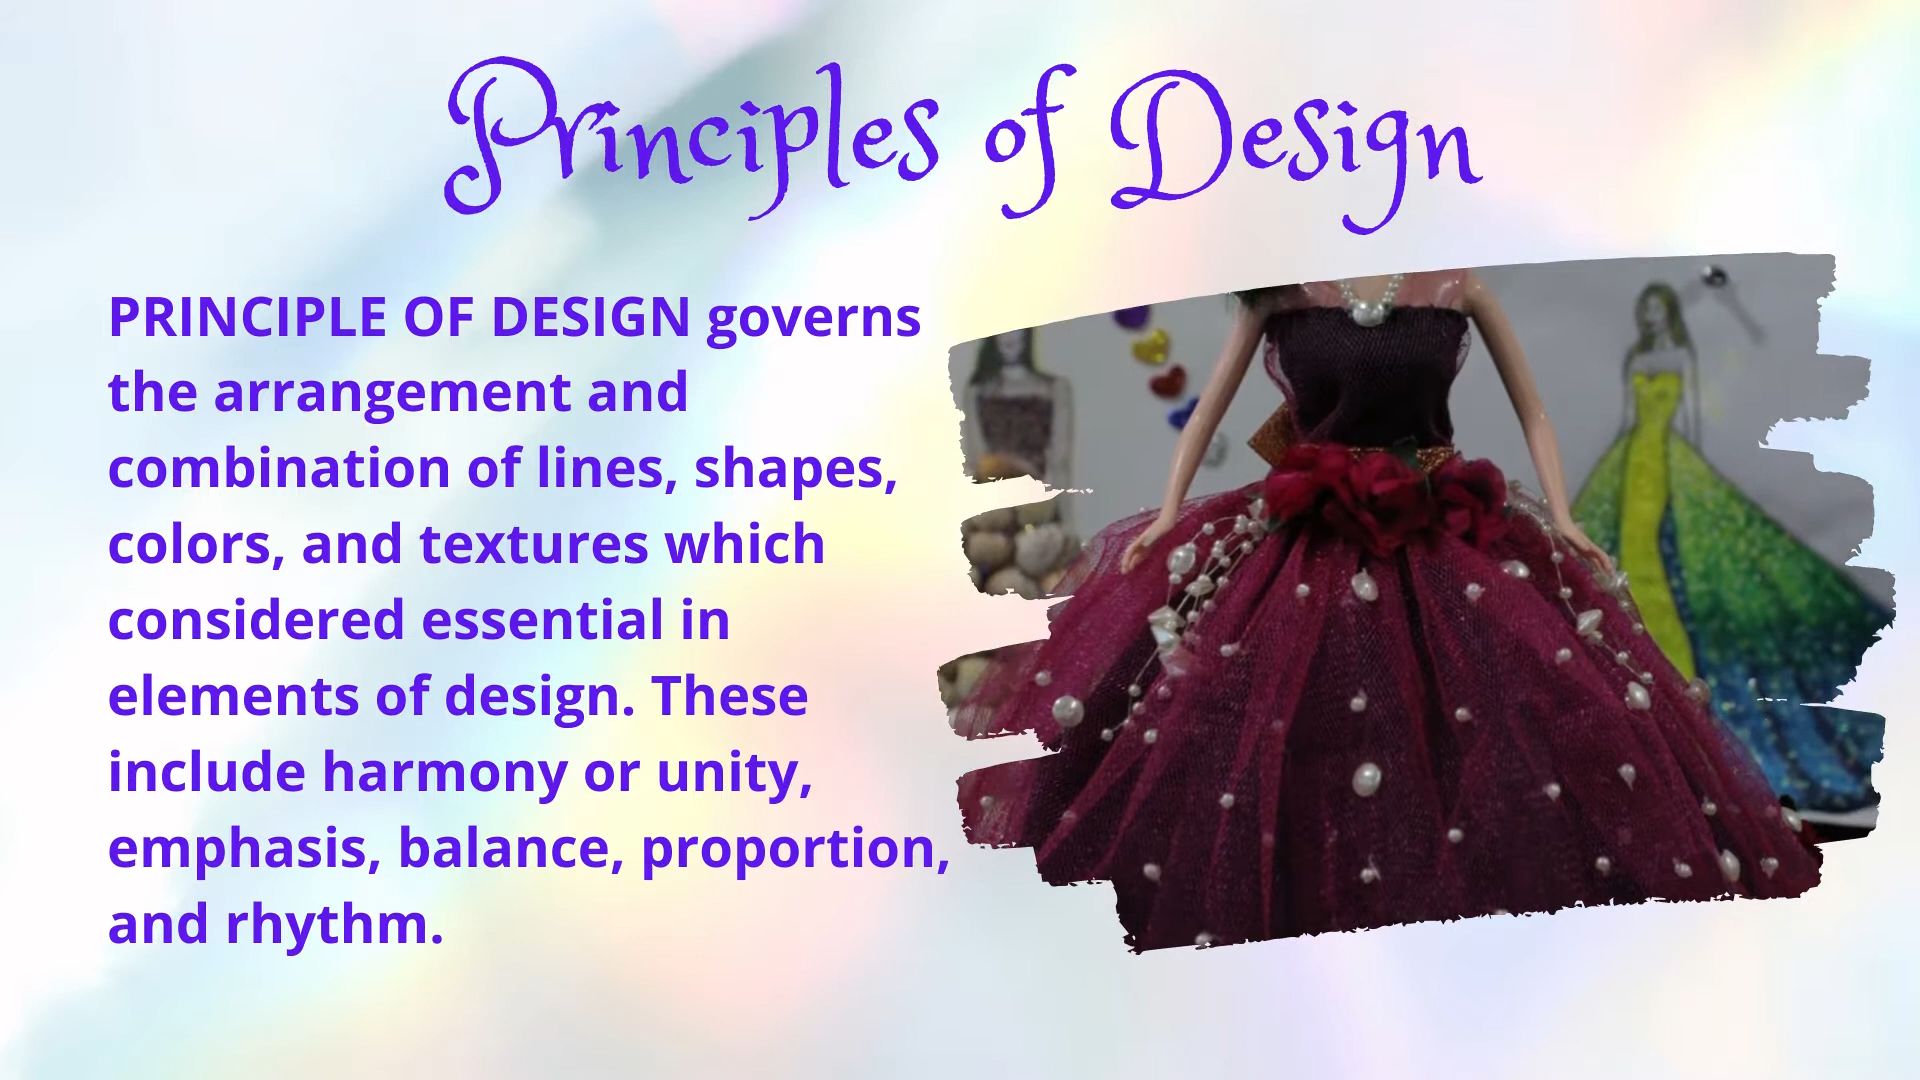 Principles of Design
PRINCIPLE OF DESIGN governs
the arrangement and
combination of lines, shapes,
colors, and textures which
considered essential in
elements of design. These
include harmony or unity,
emphasis, balance, proportion,
and rhythm.